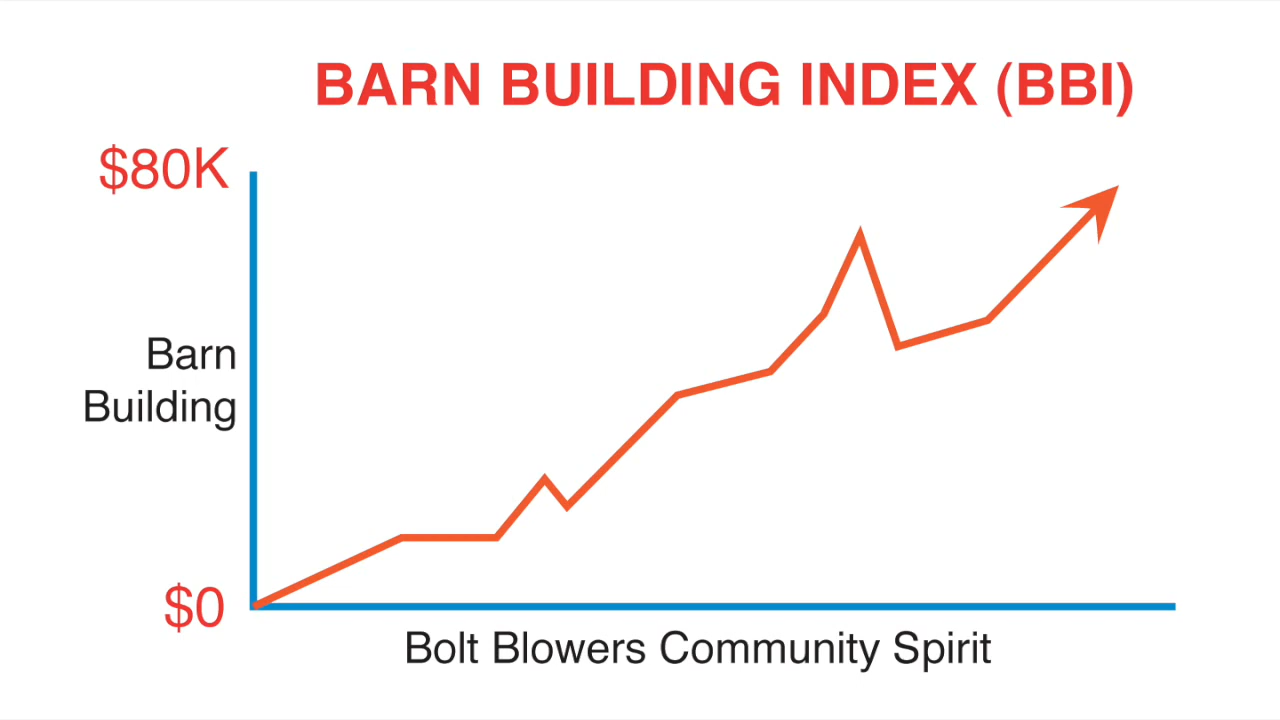 BARN BUILDING INDEX (BBI)
$80K
Barn
Building
$0
Bolt Blowers Community Spirit